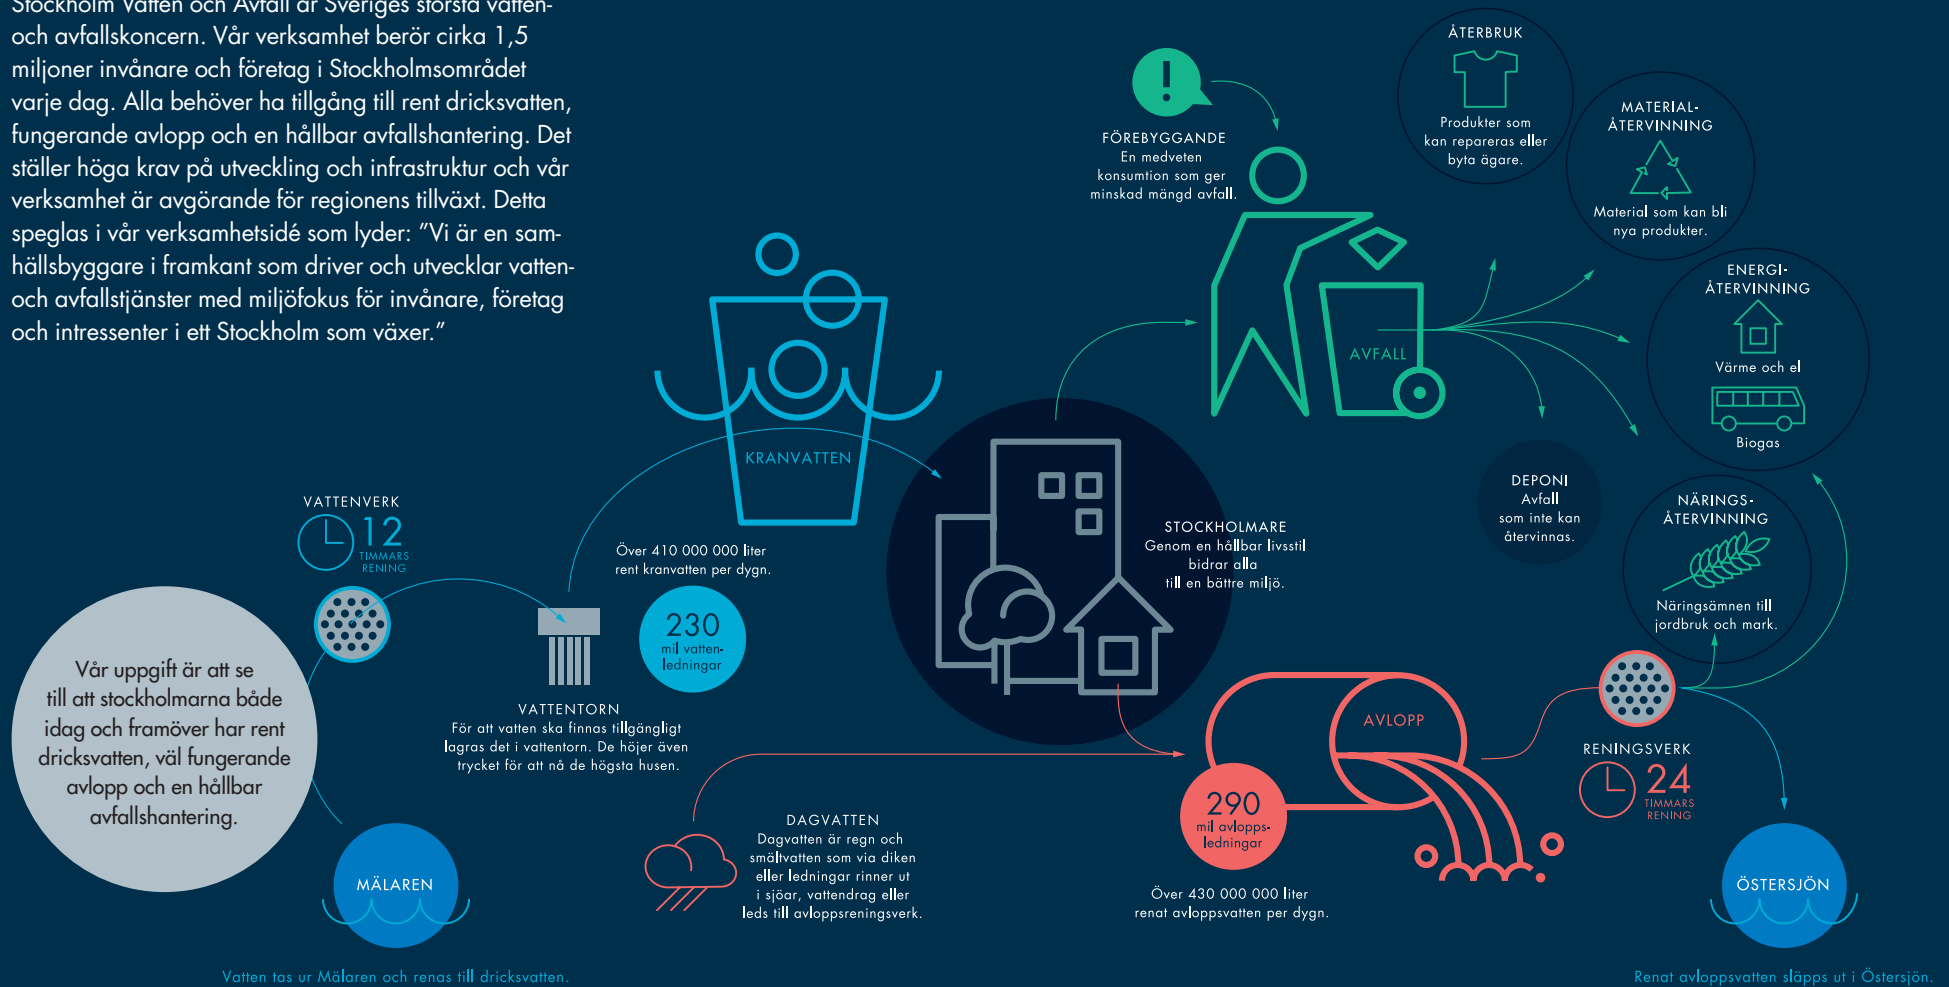 Stockholm Vatten och Avfall är Sveriges största vatten-
och avfallskoncern. Vår verksamhet berör cirka 1,5
miljoner invånare och företag i Stockholmsområdet
varje dag. Alla behöver ha tillgång till rent dricksvatten,
fungerande avlopp och en hållbar avfallshantering. Det
ställer höga krav på utveckling och infrastruktur och vår
verksamhet är avgörande för regionens tillväxt. Detta
speglas i vår verksamhetsidé som lyder: ”Vi är en sam-
hällsbyggare i framkant som driver och utvecklar vatten-
och avfallstjänster med miljöfokus för invånare, företag
och intressenter i ett Stockholm som växer.”
FÖREBYGGANDE
En medveten
konsumtion som ger
minskad mängd avfall.
ÅTERBRUK
Produkter som
kan repareras eller
byta ägare.
MATERIAL-
ÅTERVINNING
Material som kan bli
nya produkter.
ENERGI-
ÅTERVINNING
Värme och el
Biogas
AVFALL
DEPONI
Avfall
som inte kan
återvinnas.
NÄRINGS-
ÅTERVINNING
Näringsämnen till
jordbruk och mark.
KRANVATTEN
VATTENVERK
12
TIMMARS
RENING
Över 410 000 000 liter
rent kranvatten per dygn.
230
mil vatten-
ledningar
STOCKHOLMARE
Genom en hållbar livsstil
bidrar alla
till en bättre miljö.
Vår uppgift är att se
till att stockholmarna både
idag och framöver har rent
dricksvatten, väl fungerande
avlopp och en hållbar
avfallshantering.
VATTENTORN
För att vatten ska finnas tillgängligt
lagras det i vattentorn. De höjer även
trycket för att nå de högsta husen.
AVLOPP
290
mil avlopps-
ledningar
RENINGSVERK
24
TIMMARS
RENING
DAGVATTEN
Dagvatten är regn och
smältvatten som via diken
eller ledningar rinner ut
i sjöar, vattendrag eller
leds till avloppsreningsverk.
Över 430 000 000 liter
renat avloppsvatten per dygn.
MÄLAREN
ÖSTERSJÖN
Vatten tas ur Mälaren och renas till dricksvatten.
Renat avloppsvatten släpps ut i Östersjön.